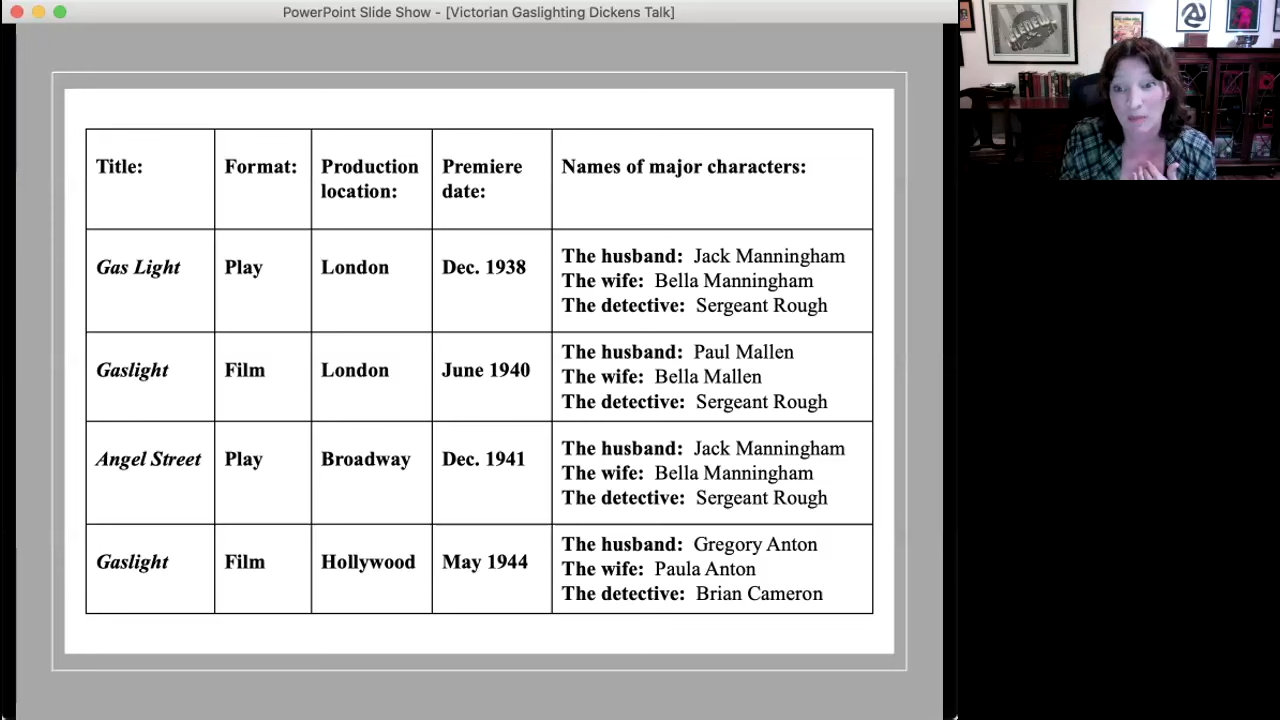 PowerPoint Slide Show - [Victorian Gaslighting Dickens Talk]
Title:
Format:
Production
location:
Premiere
date:
Names of major characters:
Gas Light
Play
London
Dec. 1938
The husband: Jack Manningham
The wife: Bella Manningham
The detective: Sergeant Rough
Gaslight
Film
London
June 1940
The husband: Paul Mallen
The wife: Bella Mallen
The detective: Sergeant Rough
Angel Street
Play
Broadway
Dec. 1941
The husband: Jack Manningham
The wife: Bella Manningham
The detective: Sergeant Rough
Gaslight
Film
Hollywood
May 1944
The husband: Gregory Anton
The wife: Paula Anton
The detective: Brian Cameron